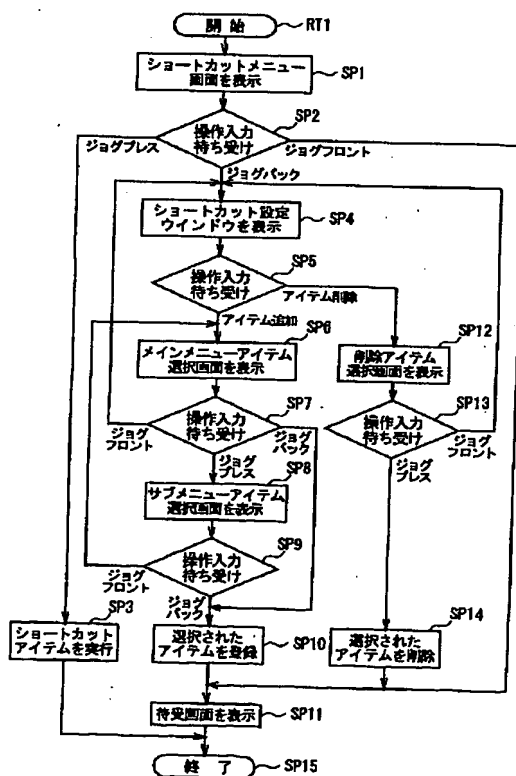 開 始
RT1
ショートカットメニュー
画面を表示
SP1
SP2
操作入力
待ち受け
ジョグプレス
ジョグフロント
ジョグバック
ショートカット設定
ウインドウを表示
SP4
SP5
操作入力
待ち受け
アイテム削除
アイテム追加
SP6
メインメニューアイテム
選択画面を表示
SP12
削除アイテム
選択画面を表示
SP7
操作入力
待ち受け
ジョグ
フロント
ジョグ
バック
ジョグ
プレス
SP13
操作入力
待ち受け
ジョグ
フロント
ジョグ
プレス
SP8
サブメニューアイテム
選択画面を表示
SP9
操作入力
待ち受け
ジョグ
フロント
ジョグ
バック
SP3
ショートカット
アイテムを実行
選択された
アイテムを登録
SP10
SP14
選択された
アイテムを削除
待受画面を表示
SP11
終 了
SP15